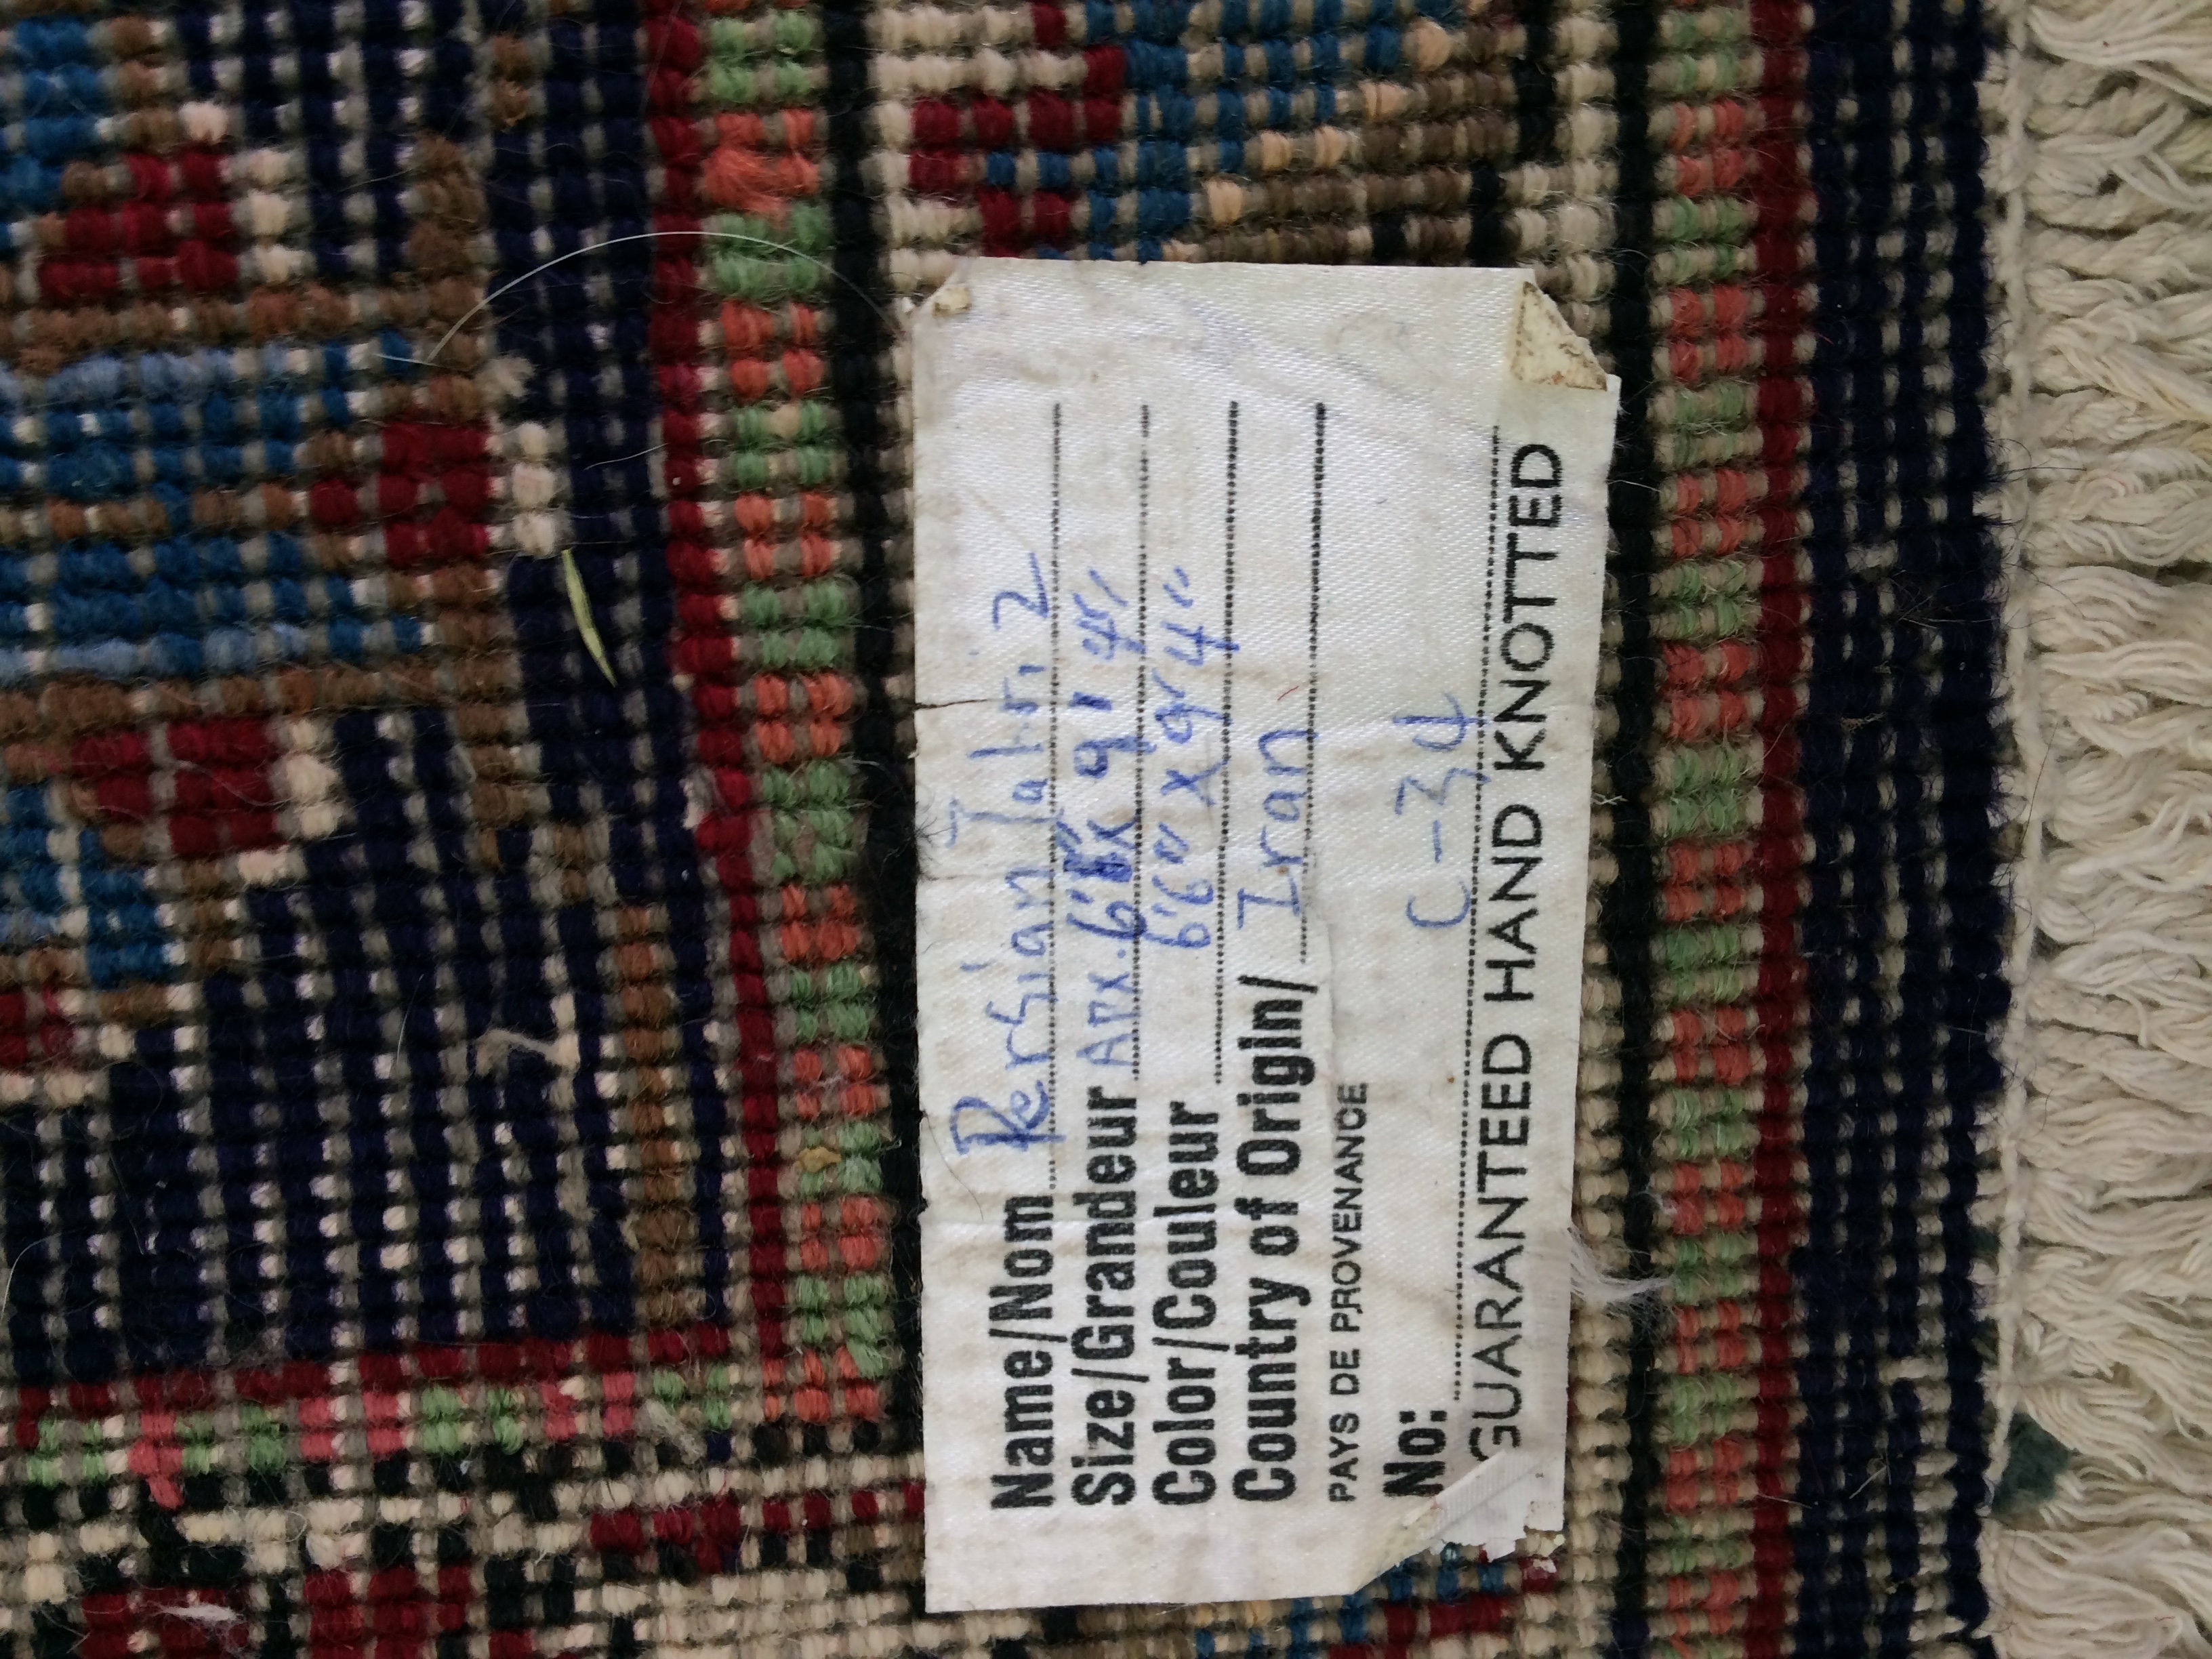 Name/Nom Persian Tabriz
Size/Grandeur Apx. 6'6" x 9'4"
Color/Couleur 6'6" x 9'4"
Country of Origin/ Iran
PAYS DE PROVENANCE
No: C-34
GUARANTEED HAND KNOTTED